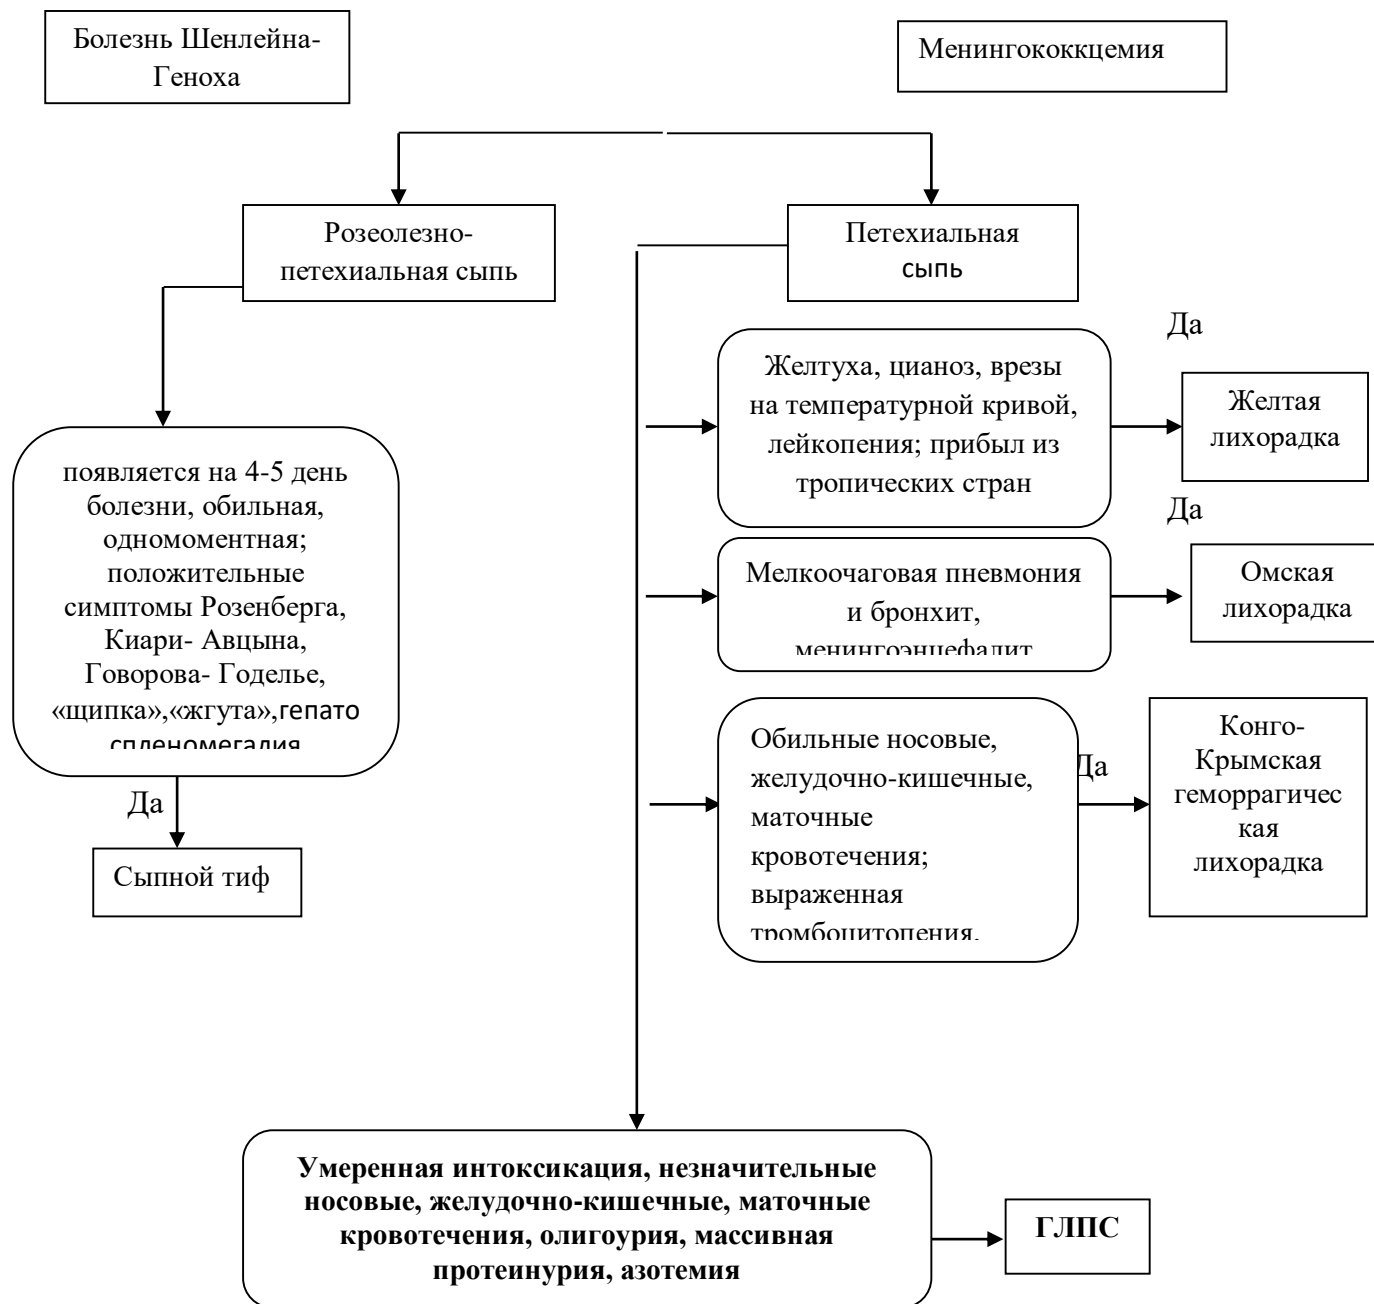 Болезнь Шенлейна-
Геноха
Менингококкцемия
Розеолезно-
петехиальная сыпь
Петехиальная
сыпь
появляется на 4-5 день
болезни, обильная,
одномоментная;
положительные
симптомы Розенберга,
Киари- Авцына,
Говорова- Годелье,
«щипка»,«жгута»,гепато
спленомегалия
Да
Сыпной тиф
Желтуха, цианоз, врезы
на температурной кривой,
лейкопения; прибыл из
тропических стран
Да
Желтая
лихорадка
Мелкоочаговая пневмония
и бронхит,
менингоэнцефалит
Да
Омская
лихорадка
Обильные носовые,
желудочно-кишечные,
маточные
кровотечения;
выраженная
тромбоцитопения.
Да
Конго-
Крымская
геморрагичес
кая
лихорадка
Умеренная интоксикация, незначительные
носовые, желудочно-кишечные, маточные
кровотечения, олигоурия, массивная
протеинурия, азотемия
ГЛПС